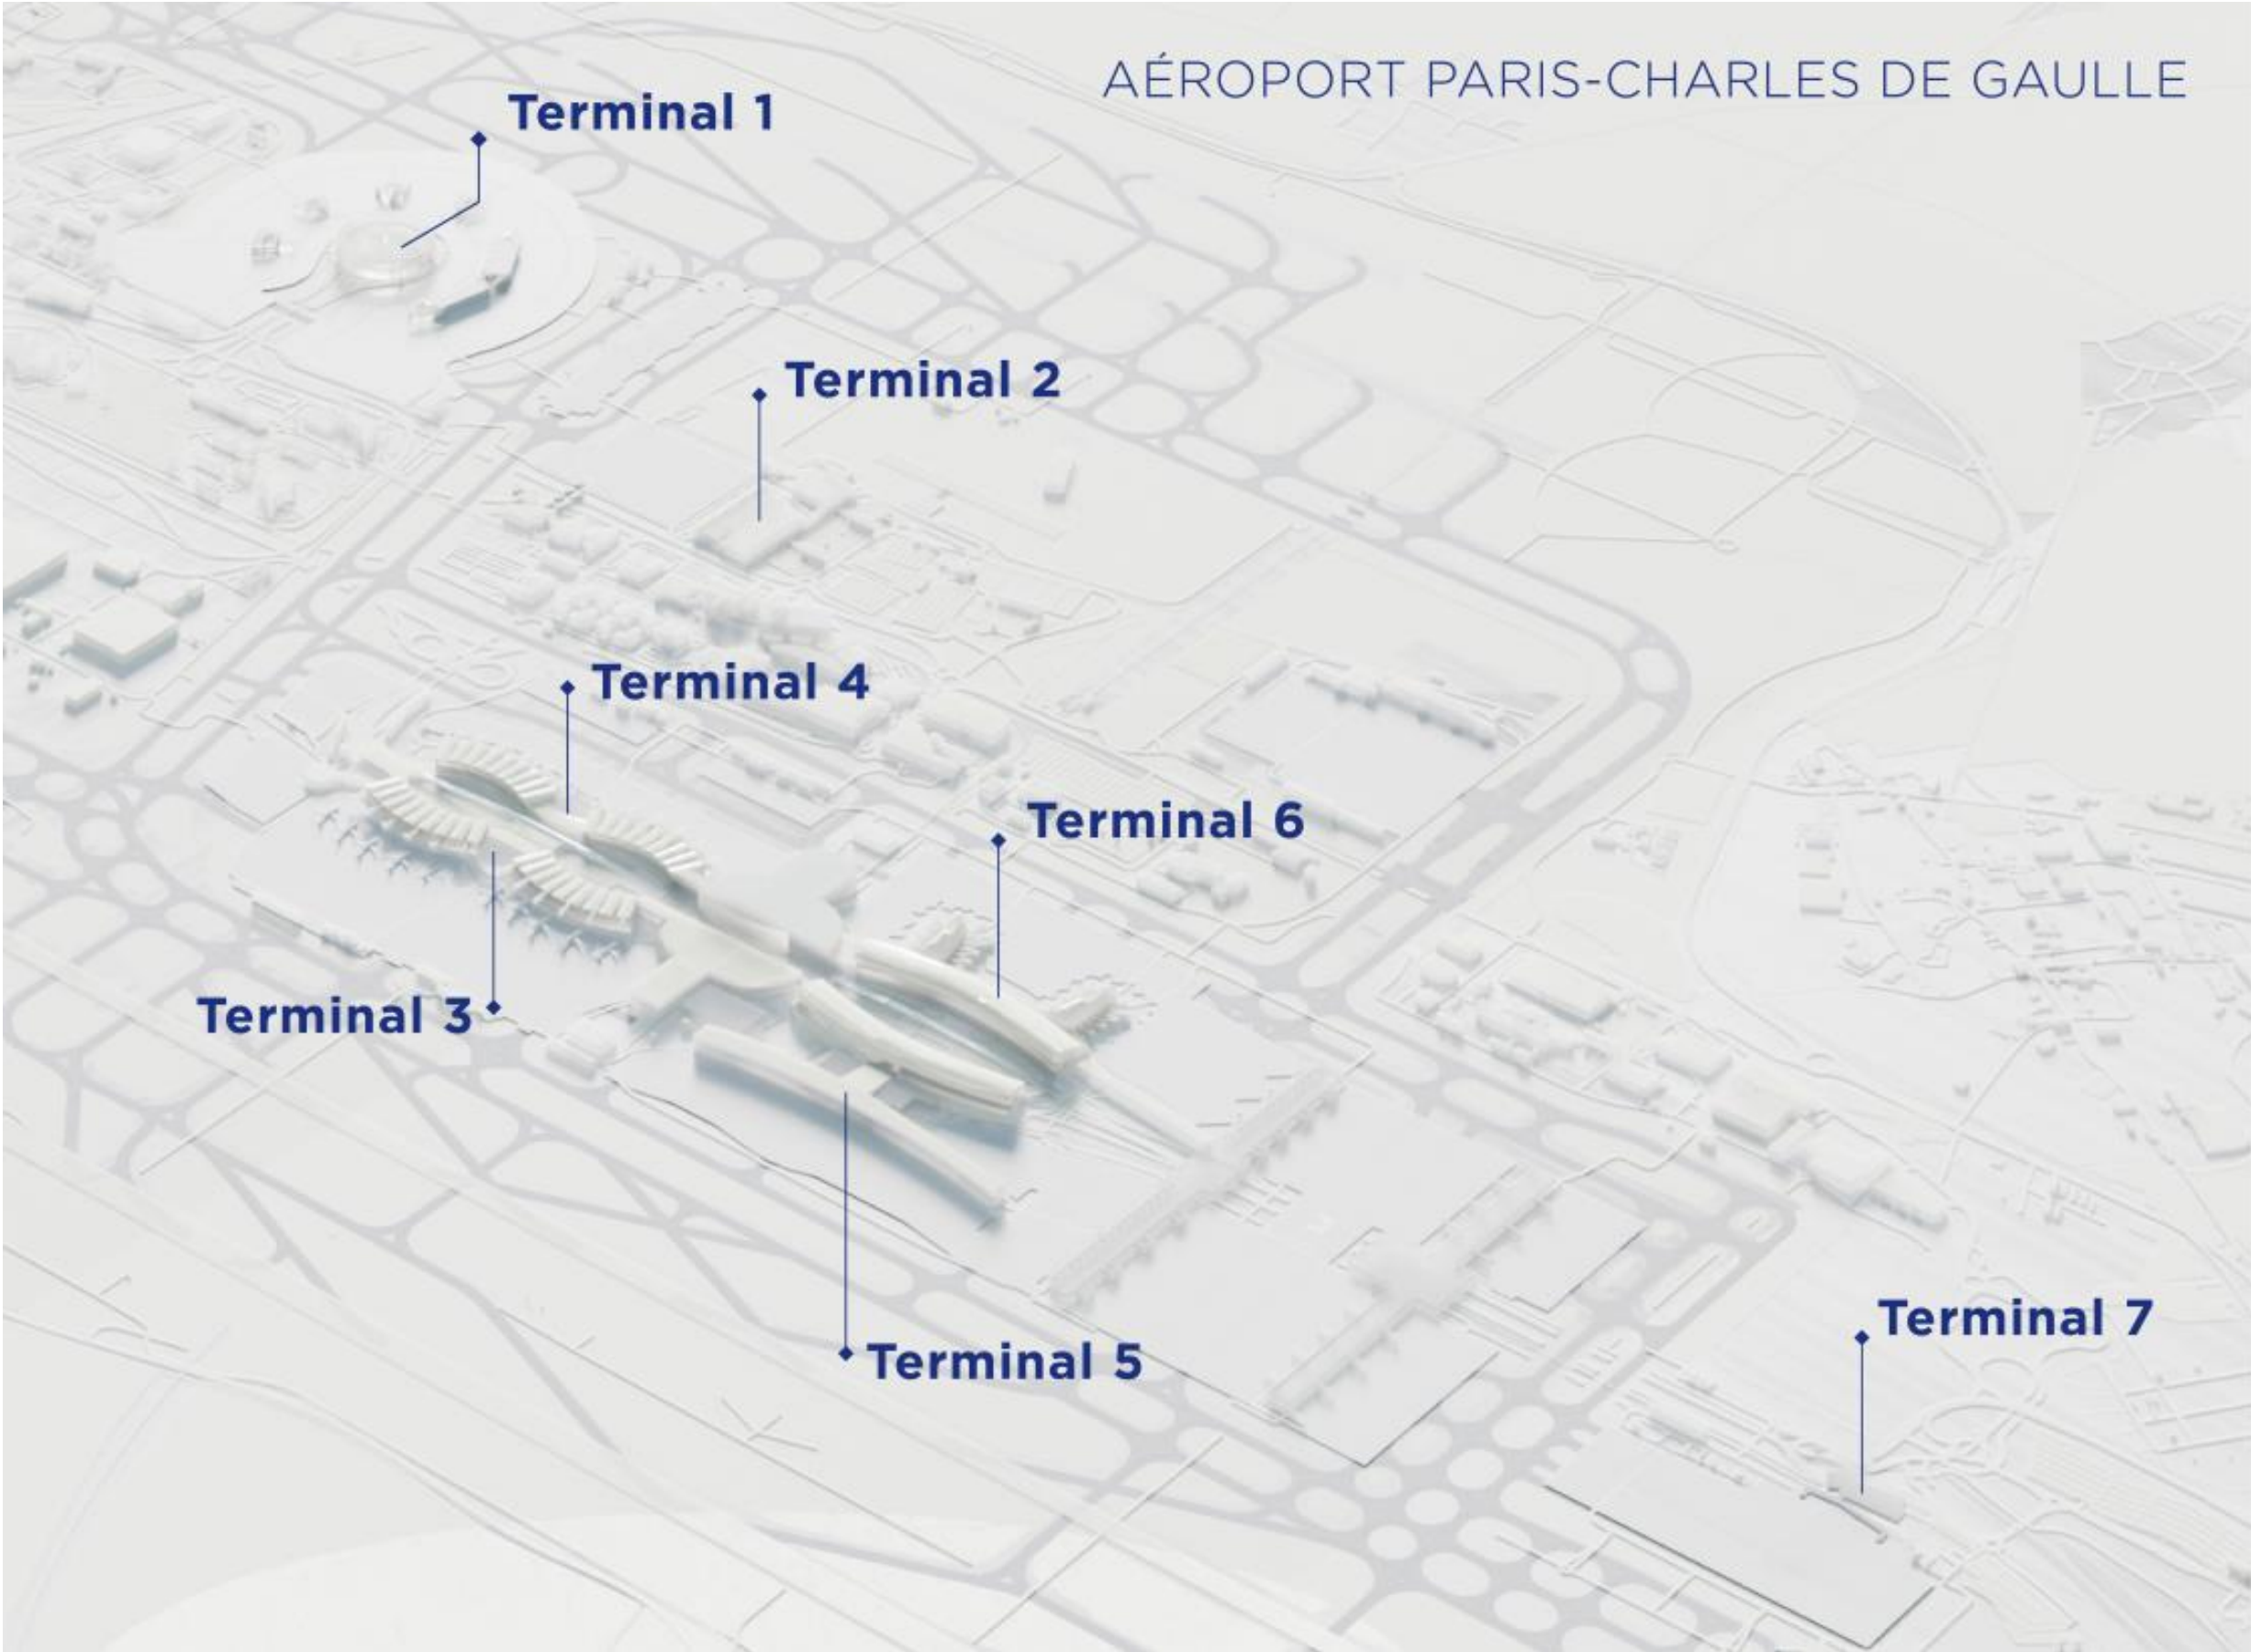 AÉROPORT PARIS-CHARLES DE GAULLE
Terminal 1
Terminal 2
Terminal 4
Terminal 6
Terminal 3
Terminal 7
Terminal 5